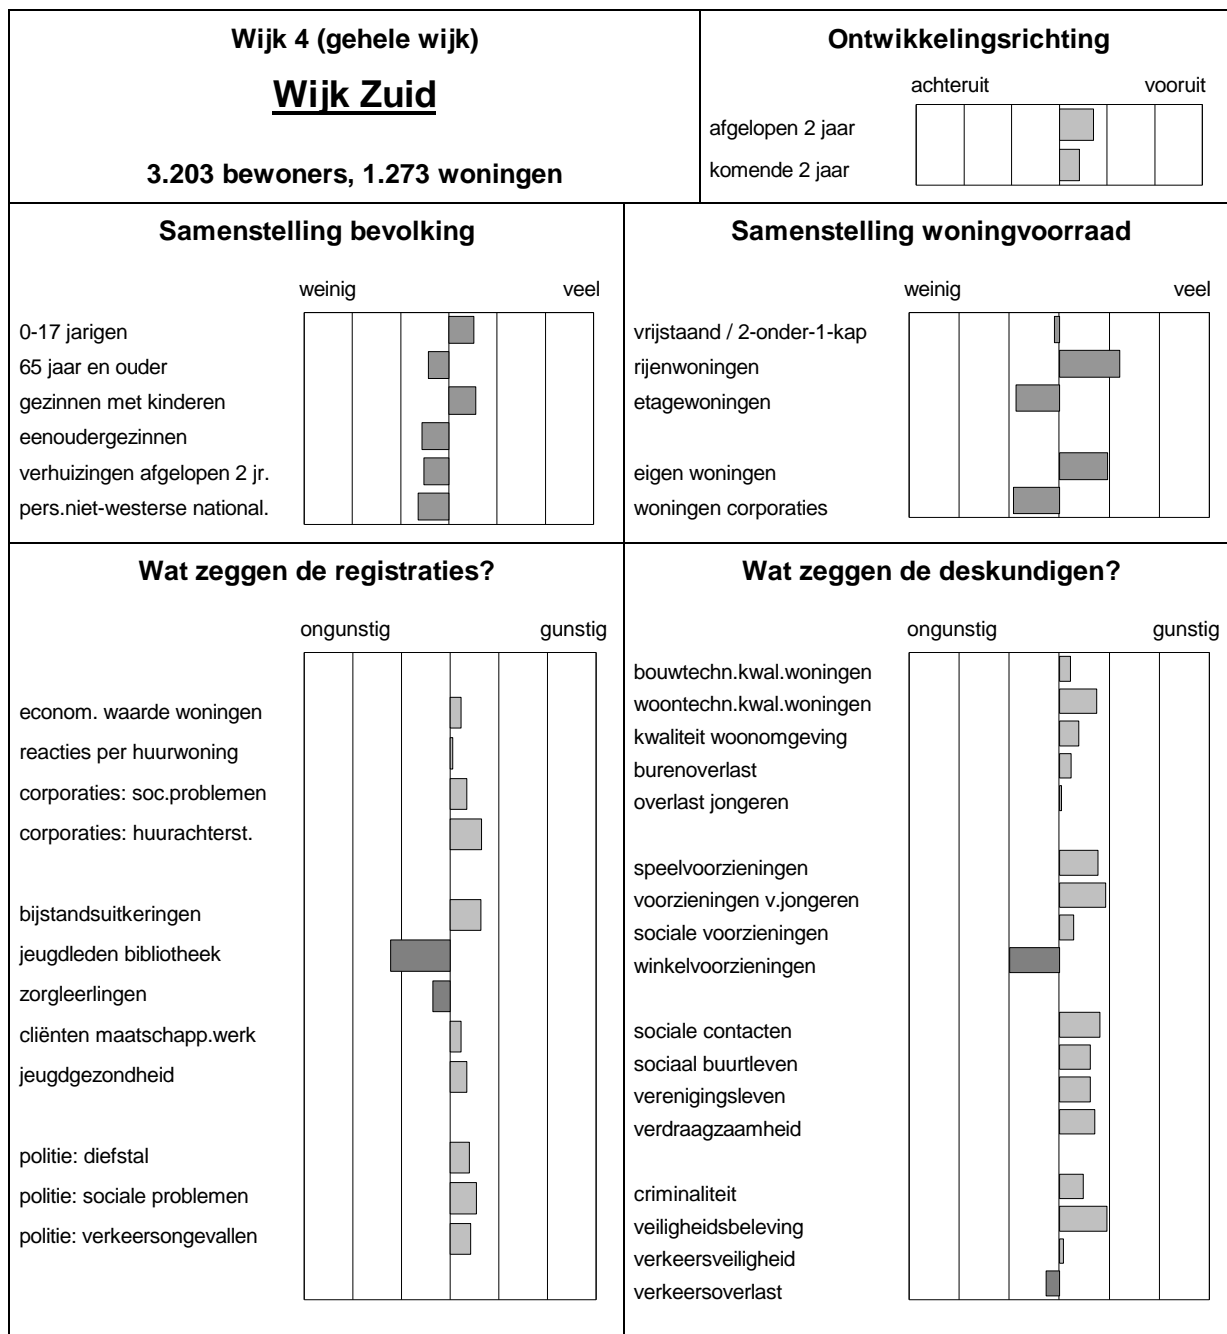 Wijk 4 (gehele wijk)
Wijk Zuid
3.203 bewoners, 1.273 woningen
Ontwikkelingsrichting
achteruit vooruit
afgelopen 2 jaar
komende 2 jaar
Samenstelling bevolking
weinig veel
0-17 jarigen
65 jaar en ouder
gezinnen met kinderen
eenoudergezinnen
verhuizingen afgelopen 2 jr.
pers.niet-westerse national.
Samenstelling woningvoorraad
weinig veel
vrijstaand / 2-onder-1-kap
rijenwoningen
etagewoningen
eigen woningen
woningen corporaties
Wat zeggen de registraties?
ongunstig gunstig
econom. waarde woningen
reacties per huurwoning
corporaties: soc.problemen
corporaties: huurachterst.
bijstandsuitkeringen
jeugdleden bibliotheek
zorgleerlingen
cliënten maatschapp.werk
jeugdgezondheid
politie: diefstal
politie: sociale problemen
politie: verkeersongevallen
Wat zeggen de deskundigen?
ongunstig gunstig
bouwtechn.kwal.woningen
woontechn.kwal.woningen
kwaliteit woonomgeving
burenoverlast
overlast jongeren
speelvoorzieningen
voorzieningen v.jongeren
sociale voorzieningen
winkelvoorzieningen
sociale contacten
sociaal buurtleven
verenigingsleven
verdraagzaamheid
criminaliteit
veiligheidsbeleving
verkeersveiligheid
verkeersoverlast